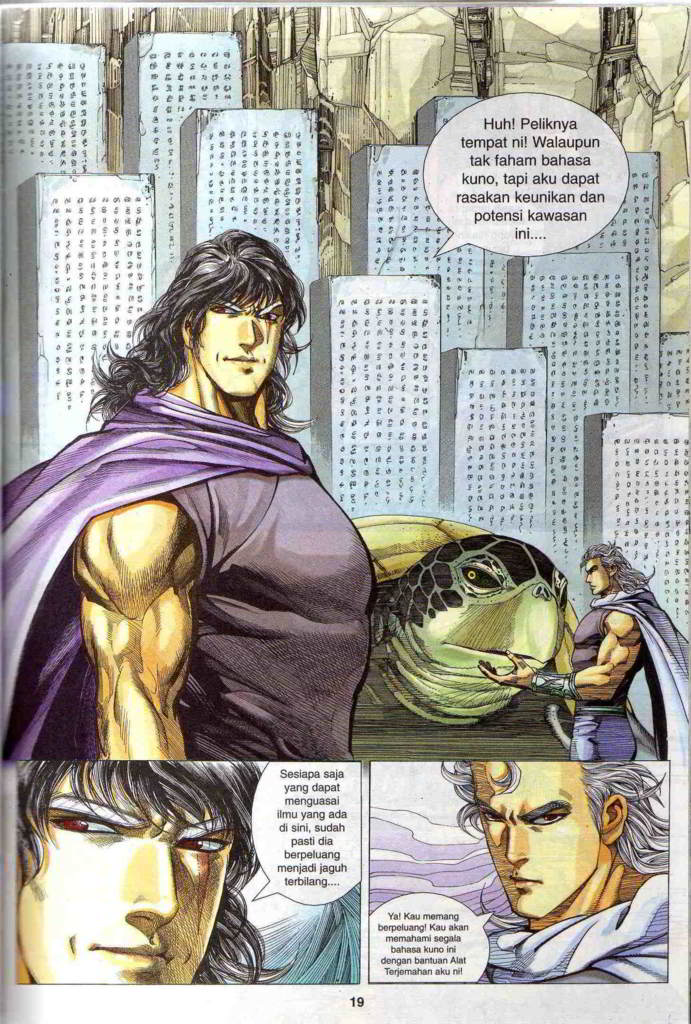 Huh! Peliknya
tempat ni! Walaupun
tak faham bahasa
kuno, tapi aku dapat
rasakan keunikan dan
potensi kawasan
ini....
Sesiapa saja
yang dapat
menguasai
ilmu yang ada
di sini, sudah
pasti dia
berpeluang
menjadi jaguh
terbilang....
Ya! Kau memang
berpeluang! Kau akan
memahami segala
bahasa kuno ini
dengan bantuan Alat
Terjemahan aku ni!
19